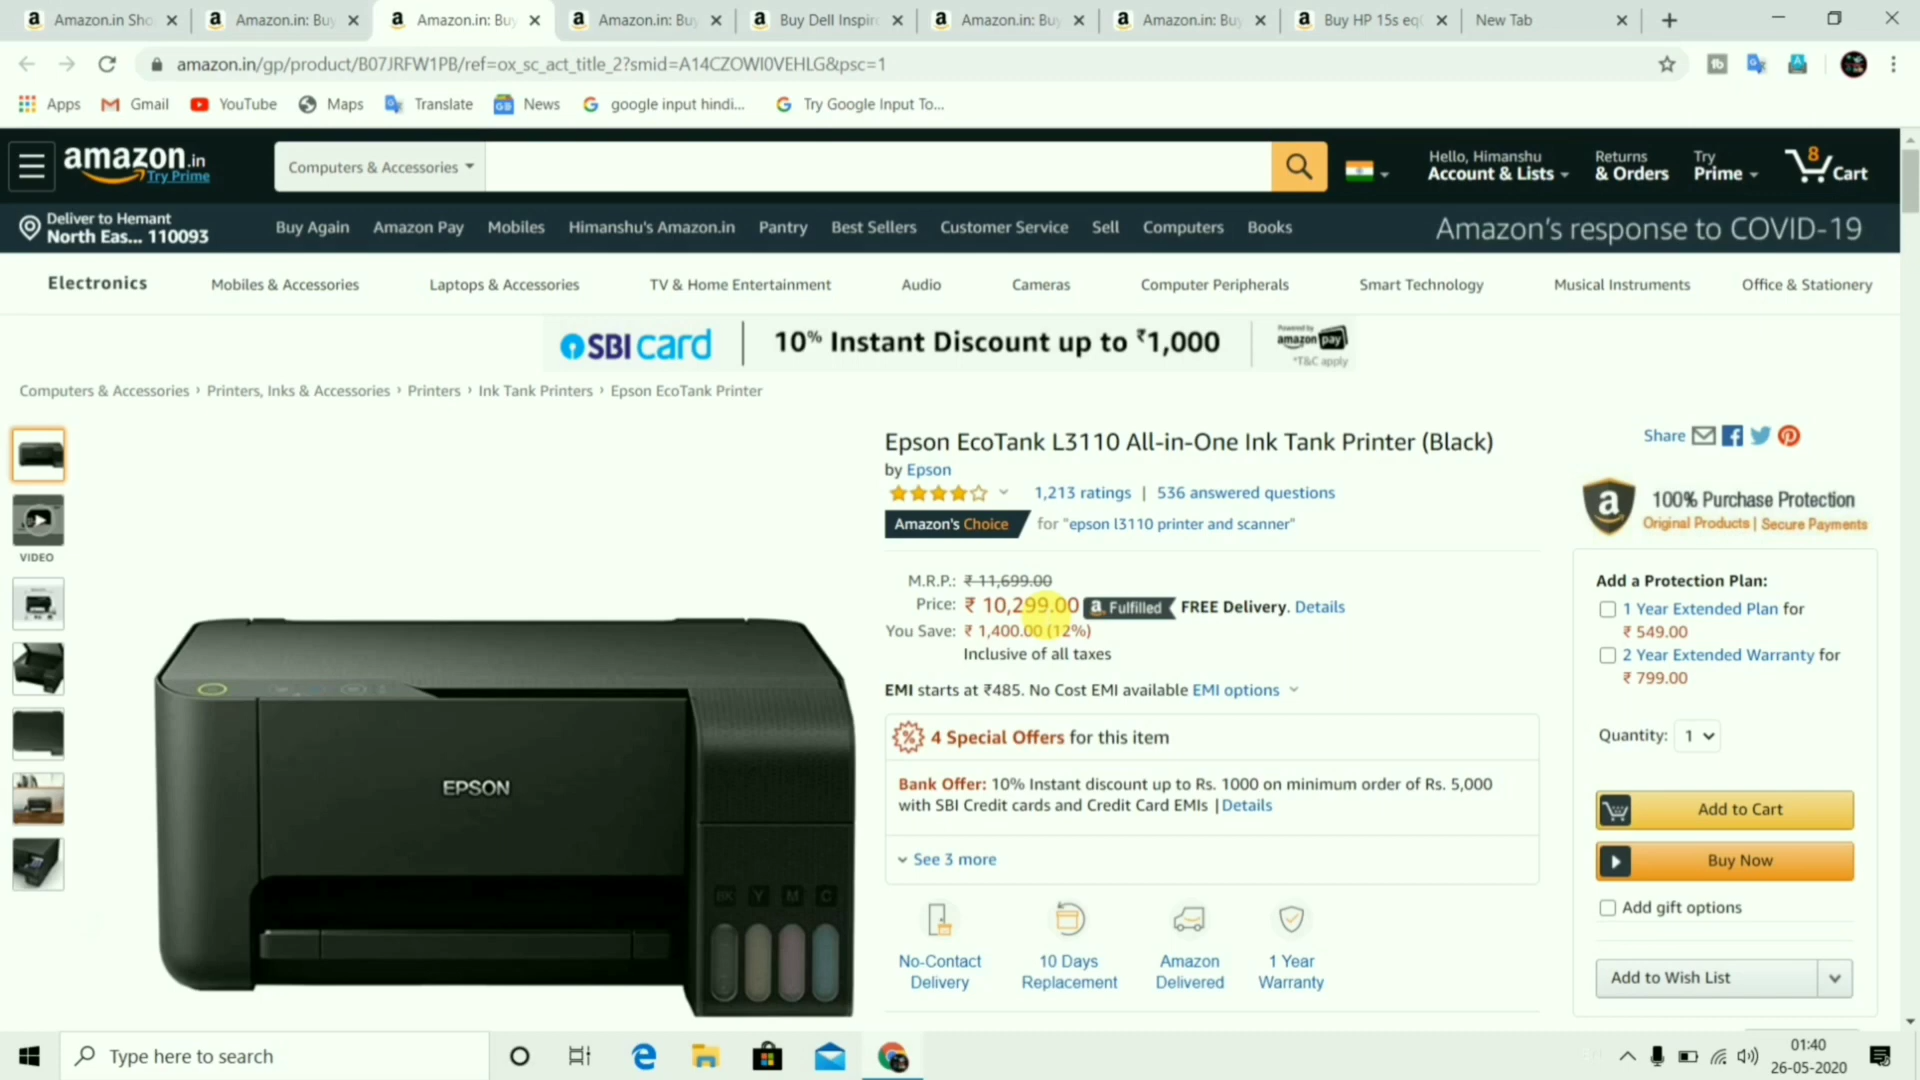 Amazon.in Sho
Amazon.in: Buy
Amazon.in: Buy
Amazon.in: Buy
Buy Dell Inspiro
Amazon.in: Buy
Amazon.in: Buy
Buy HP 15s eq
New Tab
amazon.in/gp/product/B07JRFW1PB/ref=ox_sc_act_title_2?smid=A14CZOWI0VEHLG&psc=1
Apps Gmail YouTube Maps Translate News google input hindi... Try Google Input To...
amazon.in
Try Prime
Computers & Accessories
Hello, Himanshu
Account & Lists
Returns
& Orders
Try
Prime
8
Cart
Deliver to Hemant
North Eas... 110093
Buy Again Amazon Pay Mobiles Himanshu's Amazon.in Pantry Best Sellers Customer Service Sell Computers Books
Amazon's response to COVID-19
Electronics Mobiles & Accessories Laptops & Accessories TV & Home Entertainment Audio Cameras Computer Peripherals Smart Technology Musical Instruments Office & Stationery
SBI card
10% Instant Discount up to ₹1,000
Powered by
amazon pay
*T&C apply
Computers & Accessories › Printers, Inks & Accessories › Printers › Ink Tank Printers › Epson EcoTank Printer
VIDEO
EPSON
BK Y M C
Epson EcoTank L3110 All-in-One Ink Tank Printer (Black)
by Epson
1,213 ratings | 536 answered questions
Amazon's Choice for "epson l3110 printer and scanner"
M.R.P.: ₹ 11,699.00
Price: ₹ 10,299.00 a Fulfilled FREE Delivery. Details
You Save: ₹ 1,400.00 (12%)
Inclusive of all taxes
EMI starts at ₹485. No Cost EMI available EMI options
4 Special Offers for this item
Bank Offer: 10% Instant discount up to Rs. 1000 on minimum order of Rs. 5,000
with SBI Credit cards and Credit Card EMIs | Details
See 3 more
No-Contact
Delivery
10 Days
Replacement
Amazon
Delivered
1 Year
Warranty
Share
100% Purchase Protection
Original Products | Secure Payments
Add a Protection Plan:
1 Year Extended Plan for
₹ 549.00
2 Year Extended Warranty for
₹ 799.00
Quantity: 1
Add to Cart
Buy Now
Add gift options
Add to Wish List
Type here to search
01:40
26-05-2020